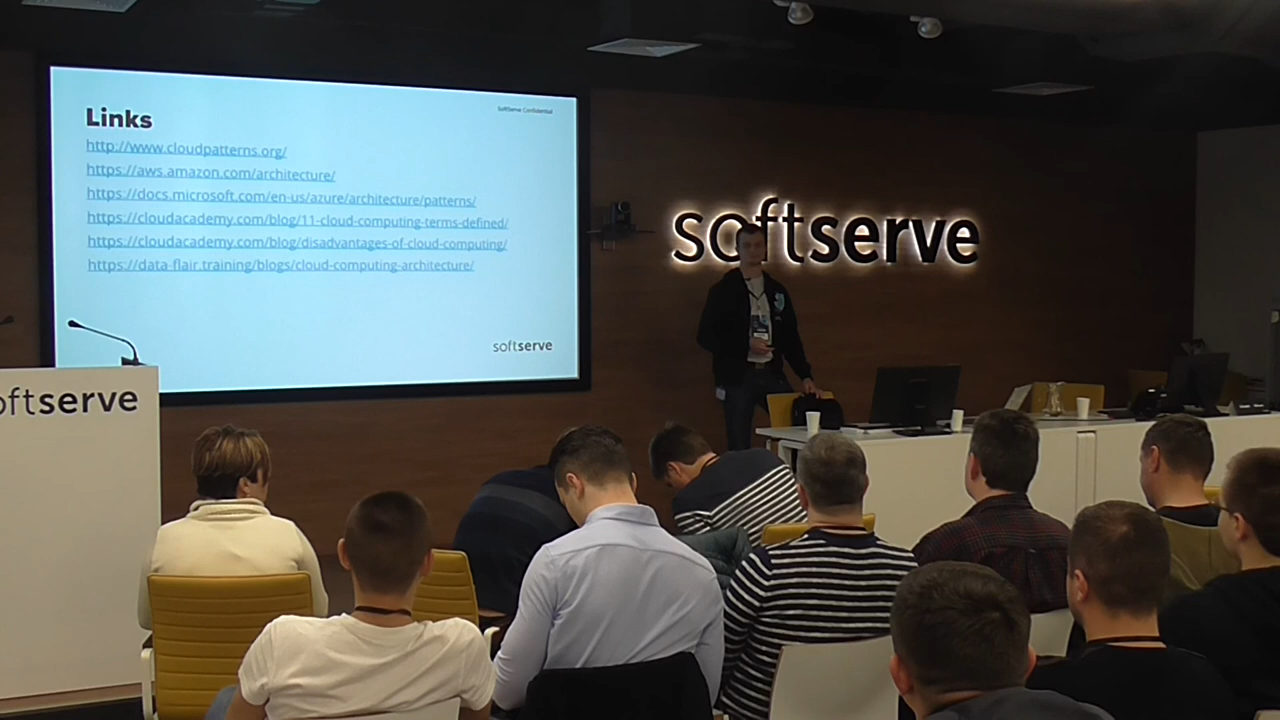 SoftServe Confidential
Links
http://www.cloudpatterns.org/
https://aws.amazon.com/architecture/
https://docs.microsoft.com/en-us/azure/architecture/patterns/
https://cloudacademy.com/blog/11-cloud-computing-terms-defined/
https://cloudacademy.com/blog/disadvantages-of-cloud-computing/
https://data-flair.training/blogs/cloud-computing-architecture/
softserve
softserve
oftserve